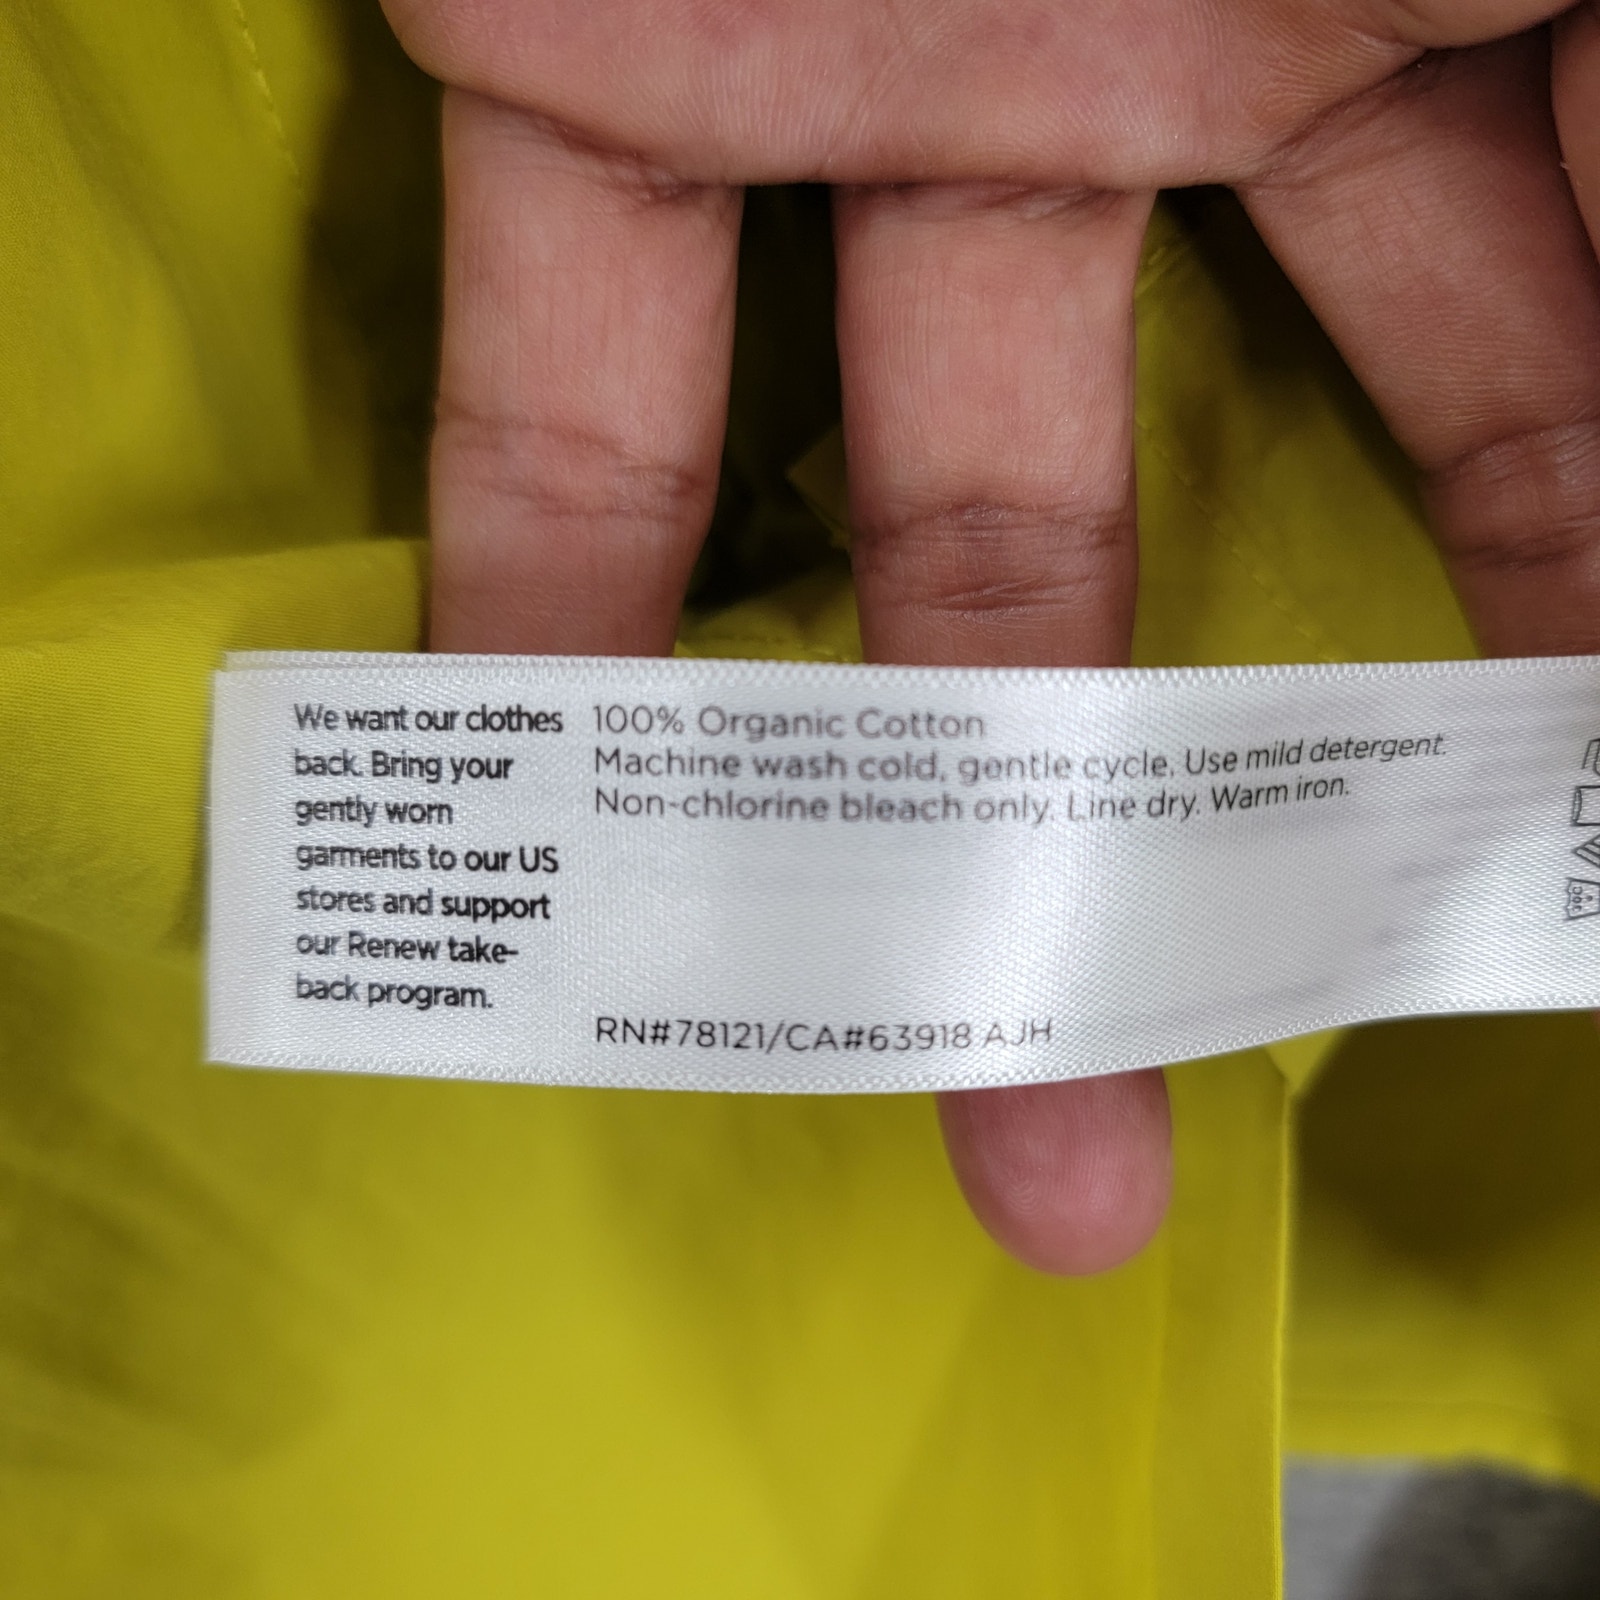 We want our clothes
back. Bring your
gently worn
garments to our US
stores and support
our Renew take-
back program.
100% Organic Cotton
Machine wash cold, gentle cycle. Use mild detergent.
Non-chlorine bleach only. Line dry. Warm iron.
RN#78121/CA#63918 AJH